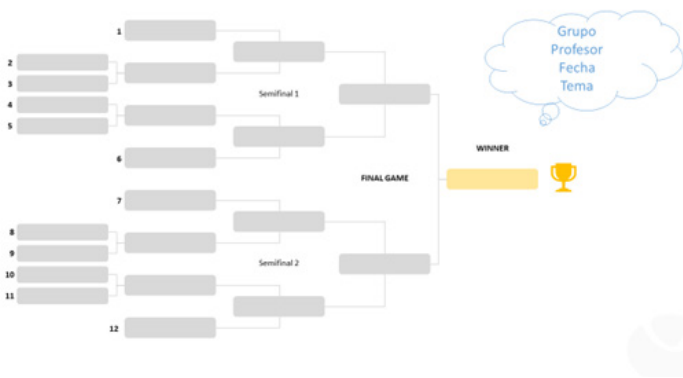 1
2
3
4
5
6
Semifinal 1
7
8
9
10
11
12
Semifinal 2
FINAL GAME
WINNER
Grupo
Profesor
Fecha
Tema